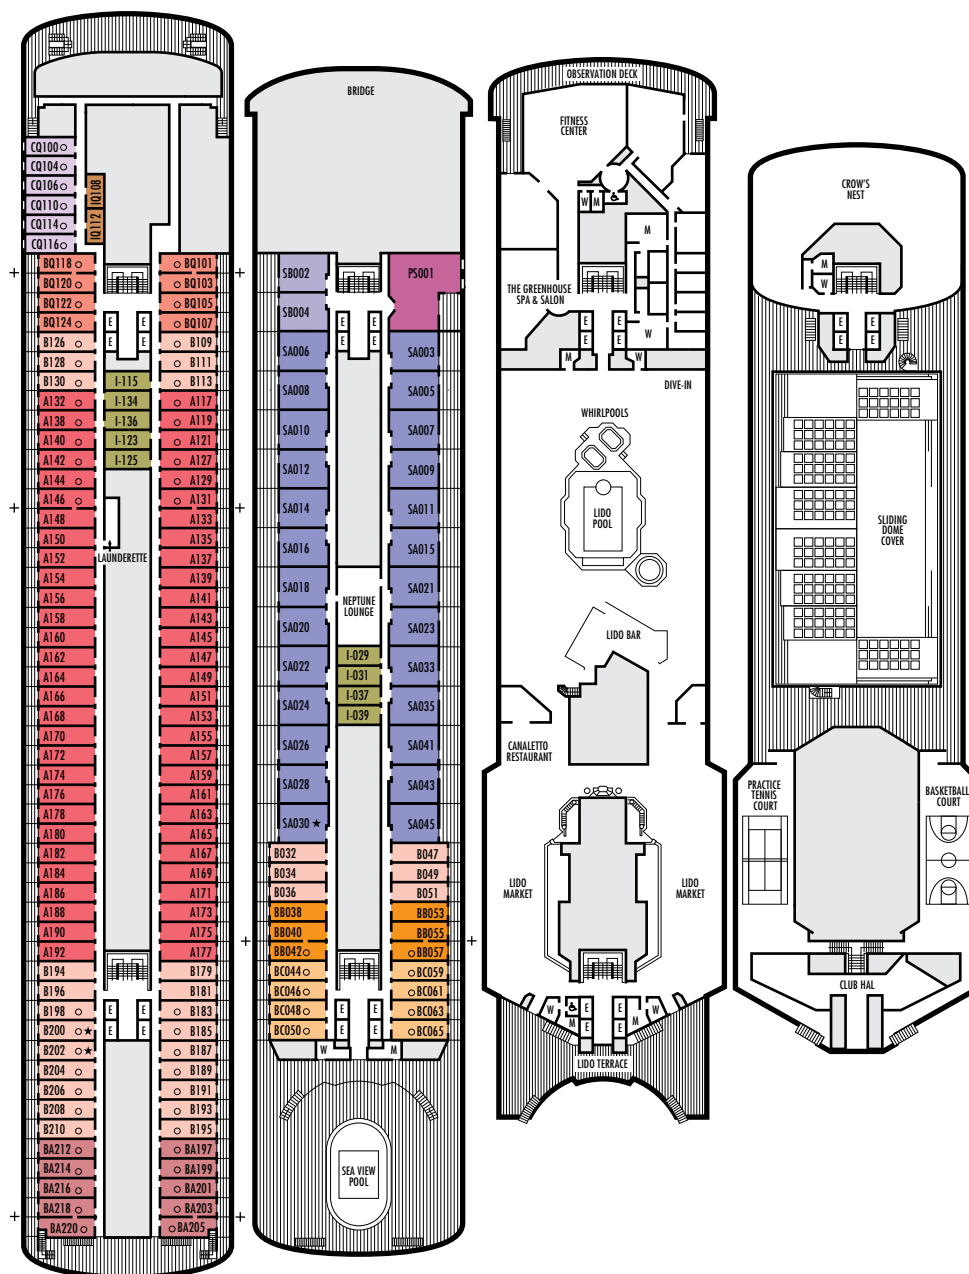 CQ100
CQ104
CQ106
CQ110
CQ114
CQ116
IQ108
IQ112
BQ118
BQ120
BQ122
BQ124
B126
B128
B130
A132
A138
A140
A142
A144
A146
A148
A150
A152
A154
A156
A158
A160
A162
A164
A166
A168
A170
A172
A174
A176
A178
A180
A182
A184
A186
A188
A190
A192
B194
B196
B198
B200 ★
B202 ★
B204
B206
B208
B210
BA212
BA214
BA216
BA218
BA220
E E
E E
I-115
I-134
I-136
I-123
I-125
LAUNDERETTE
E E
E E
BQ101
BQ103
BQ105
BQ107
B109
B111
B113
A117
A119
A121
A127
A129
A131
A133
A135
A137
A139
A141
A143
A145
A147
A149
A151
A153
A155
A157
A159
A161
A163
A165
A167
A169
A171
A173
A175
A177
B179
B181
B183
B185
B187
B189
B191
B193
B195
BA197
BA199
BA201
BA203
BA205
BRIDGE
SB002
SB004
SA006
SA008
SA010
SA012
SA014
SA016
SA018
SA020
SA022
SA024
SA026
SA028
SA030 ★
B032
B034
B036
BB038
BB040
BB042
BC044
BC046
BC048
BC050
E E
E E
NEPTUNE
LOUNGE
I-029
I-031
I-037
I-039
E E
E E
W M
PS001
SA003
SA005
SA007
SA009
SA011
SA015
SA021
SA023
SA033
SA035
SA041
SA043
SA045
B047
B049
B051
BB053
BB055
BB057
BC059
BC061
BC063
BC065
SEA VIEW
POOL
OBSERVATION DECK
FITNESS
CENTER
W M
M
THE GREENHOUSE
SPA & SALON
E E
E E
W
M W
DIVE-IN
WHIRLPOOLS
LIDO
POOL
LIDO BAR
CANALETTO
RESTAURANT
LIDO
MARKET
LIDO
MARKET
W M E E M W
E E
LIDO TERRACE
CROW'S
NEST
M
W
E E
E E
SLIDING
DOME
COVER
PRACTICE
TENNIS
COURT
BASKETBALL
COURT
CLUB HAL